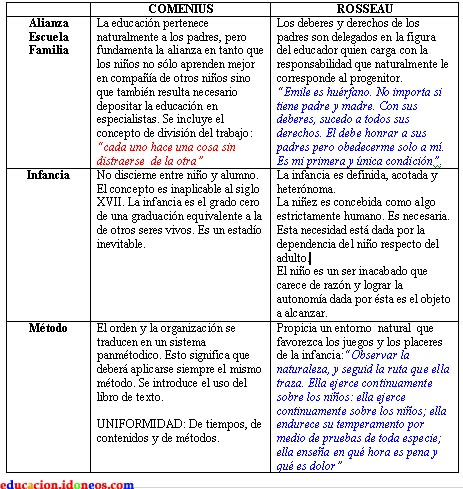 COMENIUS
ROSSEAU
Alianza
Escuela
Familia
La educación pertenece
naturalmente a los padres, pero
fundamenta la alianza en tanto que
los niños no sólo aprenden mejor
en compañía de otros niños sino
que también resulta necesario
depositar la educación en
especialistas. Se incluye el
concepto de división del trabajo:
“cada uno hace una cosa sin
distraerse de la otra”
Los deberes y derechos de los
padres son delegados en la figura
del educador quien carga con la
responsabilidad que naturalmente le
corresponde al progenitor.
“Emile es huérfano. No importa si
tiene padre y madre. Con sus
deberes, sucedo a todos sus
derechos. El debe honrar a sus
padres pero obedecerme solo a mí.
Es mi primera y única condición”.
Infancia
No discierne entre niño y alumno.
El concepto es inaplicable al siglo
XVII. La infancia es el grado cero
de una graduación equivalente a la
de otros seres vivos. Es un estadío
inevitable.
La infancia es definida, acotada y
heterónoma.
La niñez es concebida como algo
estrictamente humano. Es necesaria.
Esta necesidad está dada por la
dependencia del niño respecto del
adulto.
El niño es un ser inacabado que
carece de razón y lograr la
autonomía dada por ésta es el objeto
a alcanzar.
Método
El orden y la organización se
traducen en un sistema
panmétodico. Esto significa que
deberá aplicarse siempre el mismo
método. Se introduce el uso del
libro de texto.
UNIFORMIDAD: De tiempos, de
contenidos y de métodos.
Propicia un entorno natural que
favorezca los juegos y los placeres
de la infancia:“Observar la
naturaleza, y seguid la ruta que ella
traza. Ella ejerce continuamente
sobre los niños: ella ejerce
continuamente sobre los niños; ella
endurece su temperamento por
medio de pruebas de toda especie;
ella enseña en qué hora es pena y
qué es dolor”
educacion.idoneos.com